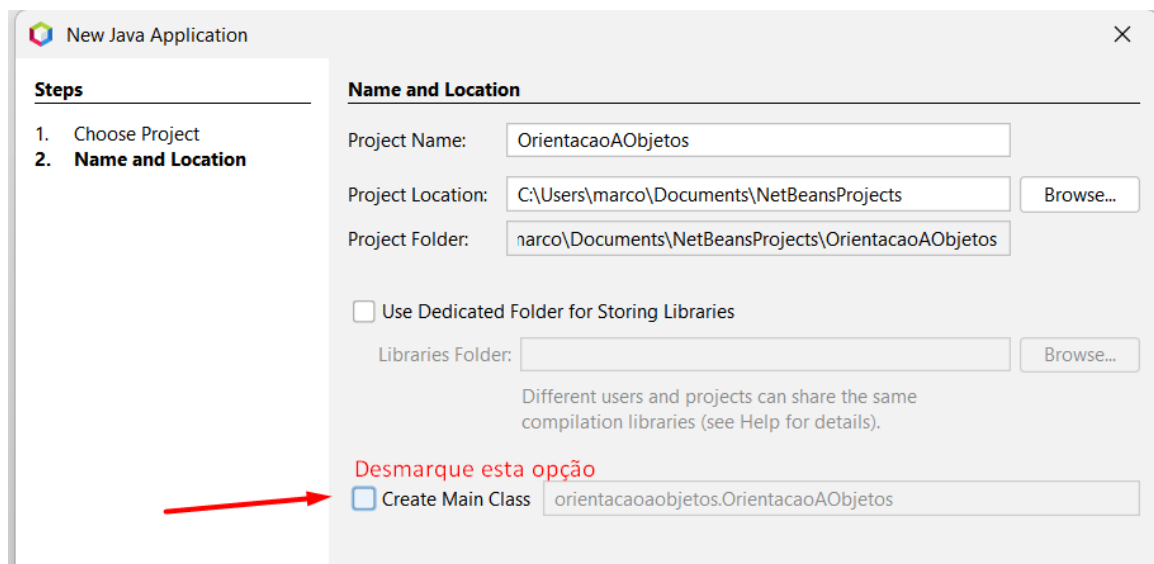 New Java Application
Steps
1. Choose Project
2. Name and Location
Name and Location
Project Name: OrientacaoAObjetos
Project Location: C:\Users\marco\Documents\NetBeansProjects Browse...
Project Folder: narco\Documents\NetBeansProjects\OrientacaoAObjetos
Use Dedicated Folder for Storing Libraries
Libraries Folder: Browse...
Different users and projects can share the same
compilation libraries (see Help for details).
Desmarque esta opção
Create Main Class orientacaoaobjetos.OrientacaoAObjetos